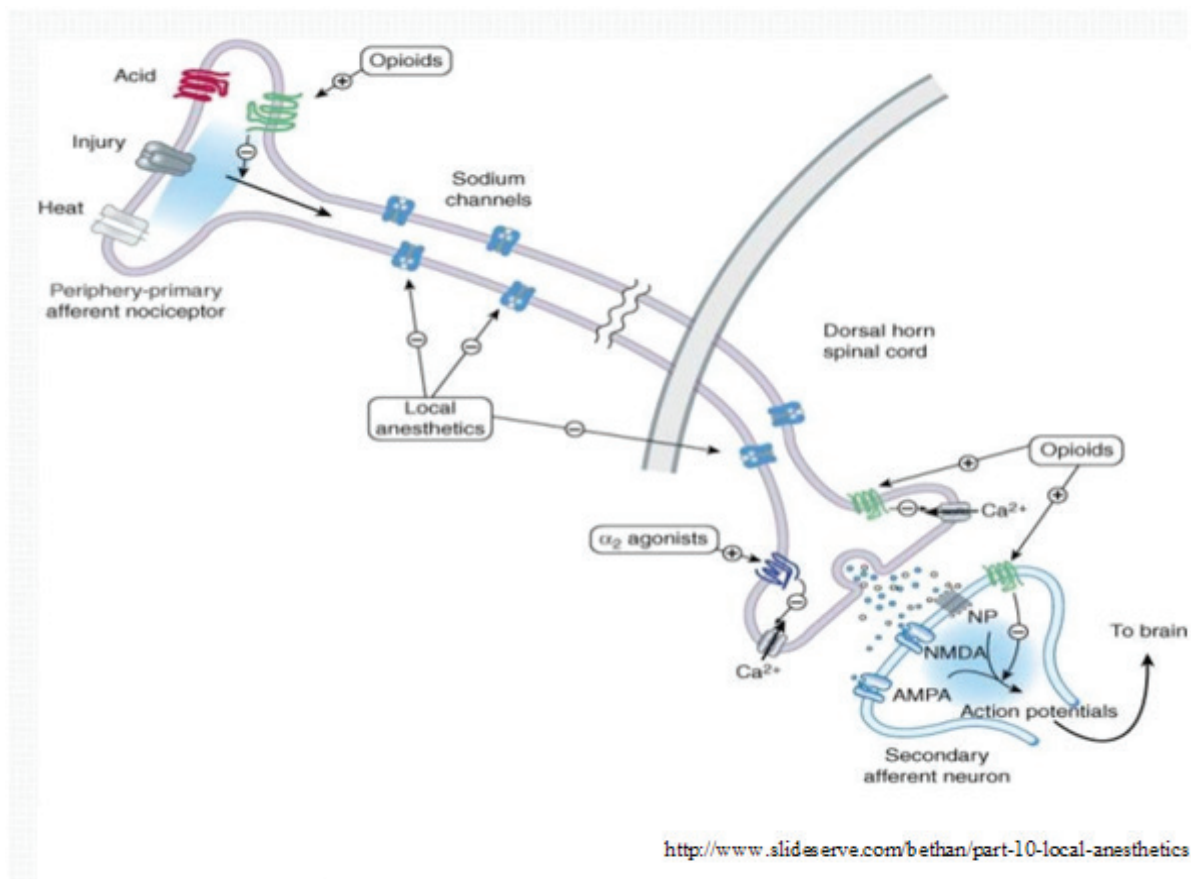 Opioids
Acid
Injury
Heat
Sodium
channels
Periphery-primary
afferent nociceptor
Dorsal horn
spinal cord
Local
anesthetics
Opioids
Ca²⁺
α₂ agonists
NP
NMDA
Ca²⁺
AMPA
Action potentials
To brain
Secondary
afferent neuron
http://www.slideserve.com/bethan/part-10-local-anesthetics